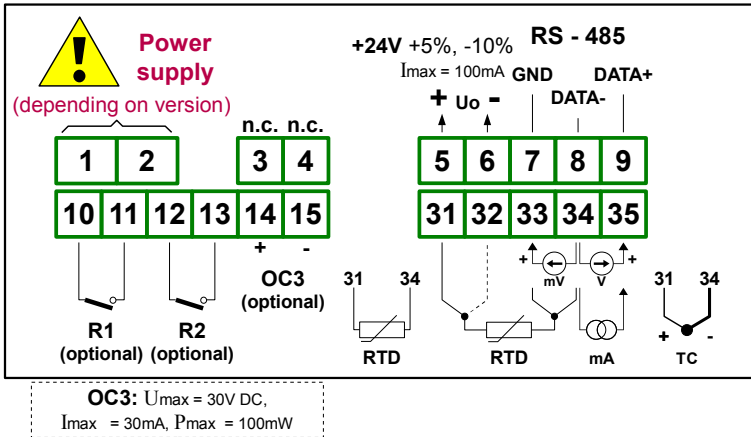 !
Power
supply
(depending on version)
+24V +5%, -10%
Imax = 100mA
+ Uo -
RS - 485
GND DATA+
DATA-
n.c. n.c.
1 2 3 4 5 6 7 8 9
10 11 12 13 14 15 31 32 33 34 35
+ -
OC3
(optional)
R1
(optional)
R2
(optional)
31 34
RTD
RTD
+ mV
V +
mA
31 34
+ -
TC
OC3: Umax = 30V DC,
Imax = 30mA, Pmax = 100mW